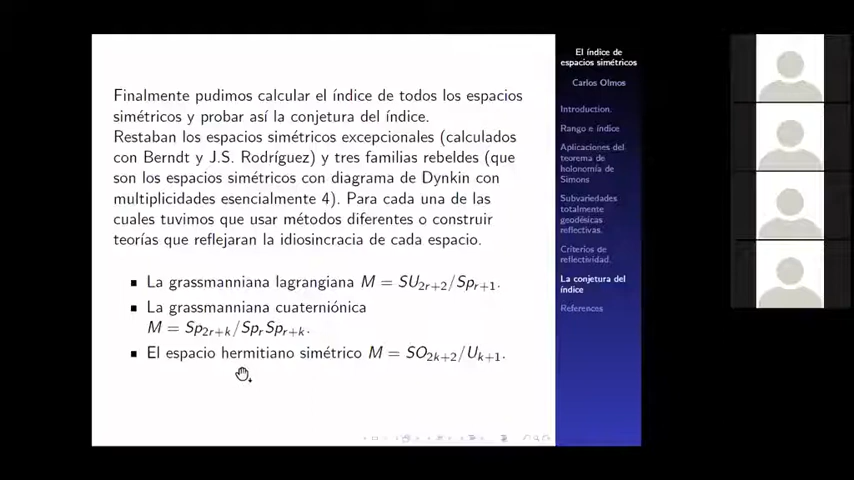 Finalmente pudimos calcular el índice de todos los espacios
simétricos y probar así la conjetura del índice.
Restaban los espacios simétricos excepcionales (calculados
con Berndt y J.S. Rodríguez) y tres familias rebeldes (que
son los espacios simétricos con diagrama de Dynkin con
multiplicidades esencialmente 4). Para cada una de las
cuales tuvimos que usar métodos diferentes o construir
teorías que reflejaran la idiosincracia de cada espacio.
La grassmanniana lagrangiana M = SU₂ᵣ₊₂/Spᵣ₊₁.
La grassmanniana cuaterniónica
M = Sp₂ᵣ₊ₖ/SpᵣSpᵣ₊ₖ.
El espacio hermitiano simétrico M = SO₂ₖ₊₂/Uₖ₊₁.
El índice de
espacios simétricos
Carlos Olmos
Introduction.
Rango e índice
Aplicaciones del
teorema de
holonomía de
Simons
Subvariedades
totalmente
geodésicas
reflectivas.
Criterios de
reflectividad.
La conjetura del
índice
References